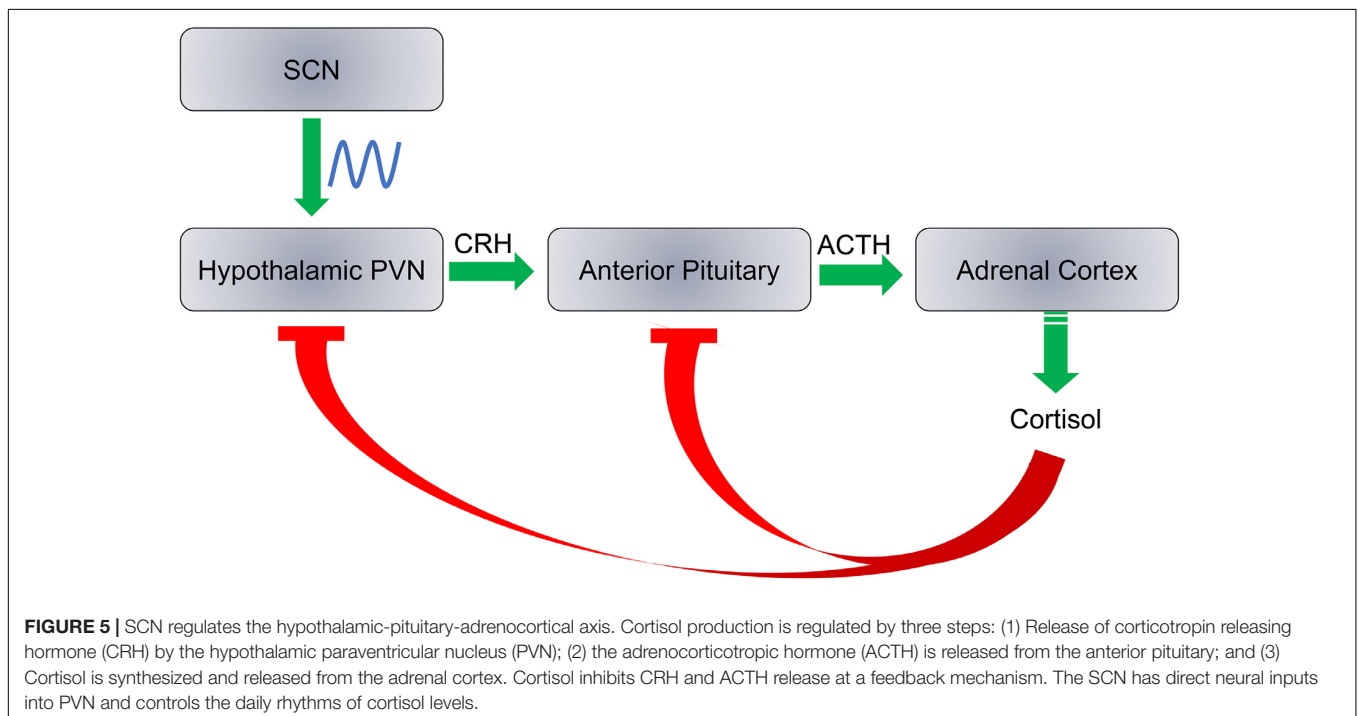 SCN
CRH
ACTH
Hypothalamic PVN
Anterior Pituitary
Adrenal Cortex
Cortisol
FIGURE 5 | SCN regulates the hypothalamic-pituitary-adrenocortical axis. Cortisol production is regulated by three steps: (1) Release of corticotropin releasing
hormone (CRH) by the hypothalamic paraventricular nucleus (PVN); (2) the adrenocorticotropic hormone (ACTH) is released from the anterior pituitary; and (3)
Cortisol is synthesized and released from the adrenal cortex. Cortisol inhibits CRH and ACTH release at a feedback mechanism. The SCN has direct neural inputs
into PVN and controls the daily rhythms of cortisol levels.